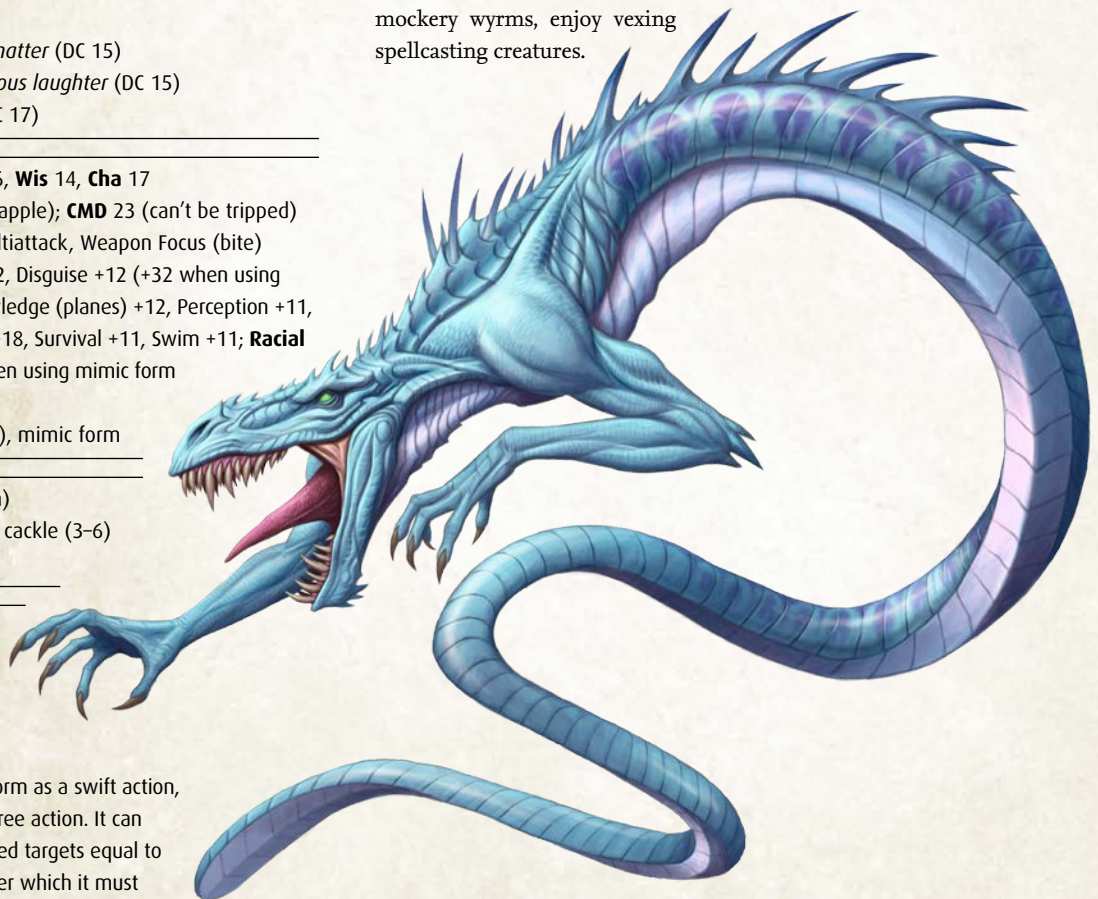 hatter (DC 15)
ous laughter (DC 15)
C 17)
Wis 14, Cha 17
apple); CMD 23 (can't be tripped)
ltiattack, Weapon Focus (bite)
2, Disguise +12 (+32 when using
ledge (planes) +12, Perception +11,
18, Survival +11, Swim +11; Racial
en using mimic form
), mimic form
)
cackle (3–6)
orm as a swift action,
ree action. It can
ed targets equal to
er which it must
mockery wyrms, enjoy vexing
spellcasting creatures.